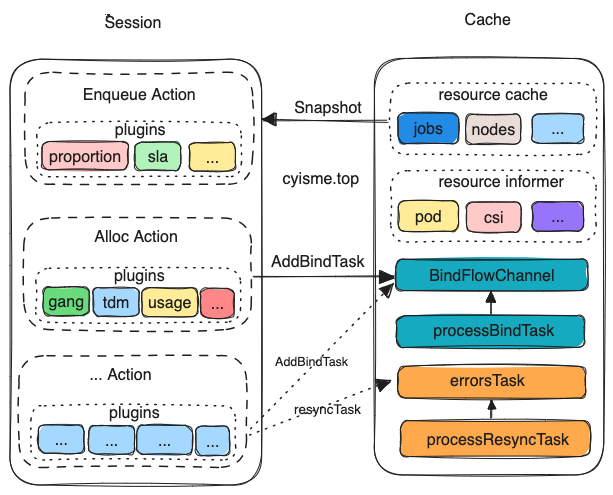 Session
Cache
Enqueue Action
plugins
proportion
sla
...
Alloc Action
plugins
gang
tdm
usage
...
... Action
plugins
...
...
...
...
Snapshot
cyisme.top
AddBindTask
AddBindTask
resyncTask
resource cache
jobs
nodes
...
resource informer
pod
csi
...
BindFlowChannel
processBindTask
errorsTask
processResyncTask